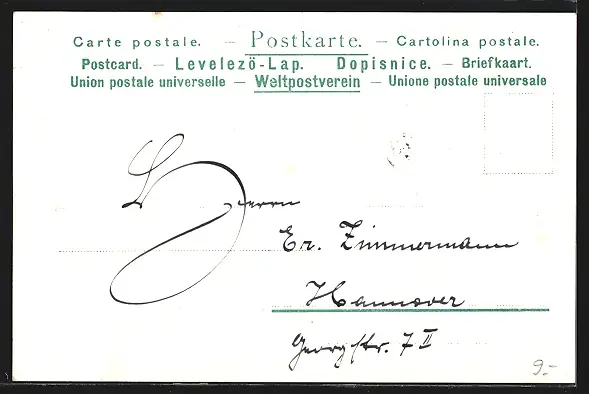 Carte postale. — Postkarte. — Cartolina postale.
Postcard. — Levelezö-Lap. Dopisnice. — Briefkaart.
Union postale universelle — Weltpostverein — Unione postale universale
Herrn
Er. Zimmermann
Hannover
Georgstr. 7 II
9.-